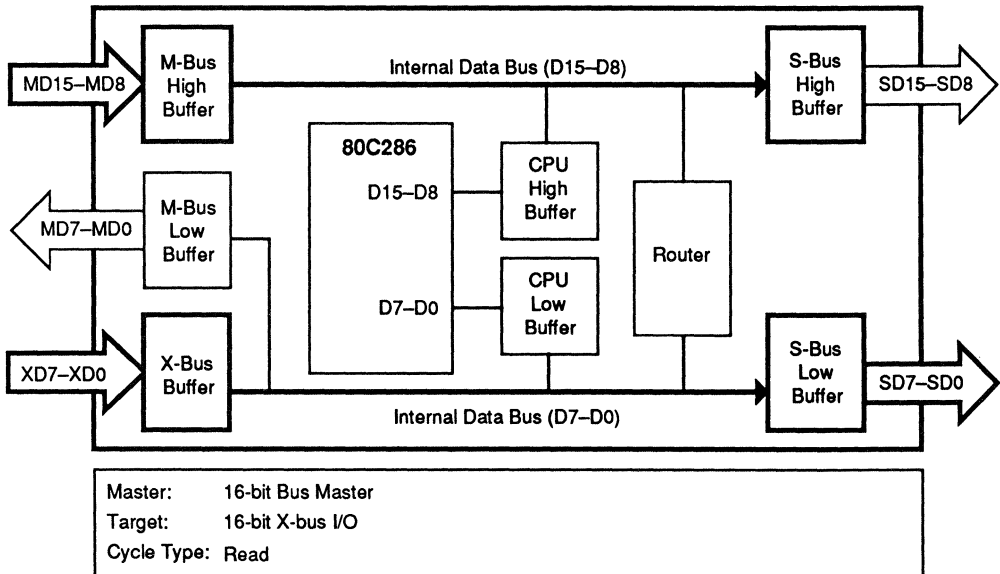 M-Bus
High
Buffer
MD15–MD8
Internal Data Bus (D15–D8)
S-Bus
High
Buffer
SD15–SD8
80C286
D15–D8
CPU
High
Buffer
M-Bus
Low
Buffer
MD7–MD0
Router
D7–D0
CPU
Low
Buffer
XD7–XD0
X-Bus
Buffer
S-Bus
Low
Buffer
SD7–SD0
Internal Data Bus (D7–D0)
Master: 16-bit Bus Master
Target: 16-bit X-bus I/O
Cycle Type: Read